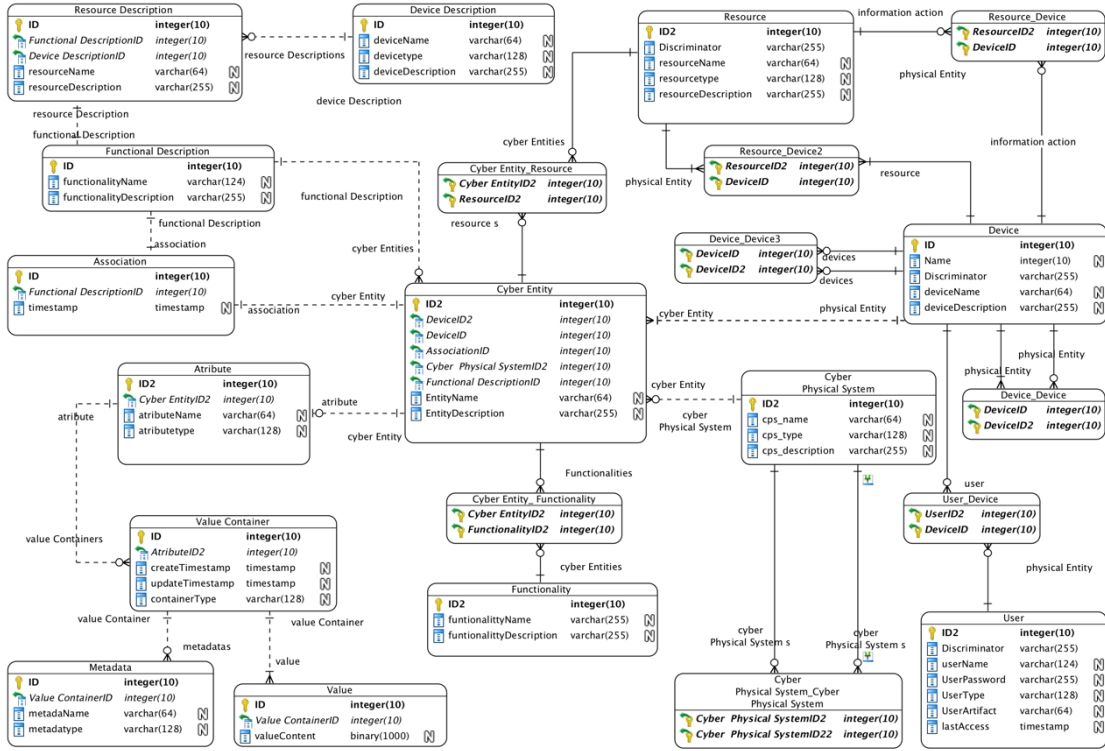 Resource Description
ID integer(10)
Functional DescriptionID integer(10)
Device DescriptionID integer(10)
resourceName varchar(64) N
resourceDescription varchar(255) N
resource Descriptions
Device Description
ID integer(10)
deviceName varchar(64) N
devicetype varchar(128) N
deviceDescription varchar(255) N
device Description
Resource
ID2 integer(10)
Discriminator varchar(255)
resourceName varchar(64) N
resourcetype varchar(128) N
resourceDescription varchar(255) N
information action
Resource_Device
ResourceID2 integer(10)
DeviceID integer(10)
physical Entity
information action
resource Description
functional Description
Functional Description
ID integer(10)
functionalityName varchar(124) N
functionalityDescription varchar(255) N
functional Description
functional Description
association
cyber Entities
cyber Entities
Cyber Entity_Resource
Cyber EntityID2 integer(10)
ResourceID2 integer(10)
resource s
Resource_Device2
ResourceID2 integer(10)
DeviceID integer(10)
physical Entity
resource
Association
ID integer(10)
Functional DescriptionID integer(10)
timestamp timestamp N
cyber Entity
association
Device_Device3
DeviceID integer(10)
DeviceID2 integer(10)
devices
devices
Device
ID integer(10)
Name integer(10) N
Discriminator varchar(255)
deviceName varchar(64) N
deviceDescription varchar(255) N
physical Entity
cyber Entity
Cyber Entity
ID2 integer(10)
DeviceID2 integer(10)
DeviceID integer(10)
AssociationID integer(10)
Cyber Physical SystemID2 integer(10)
Functional DescriptionID integer(10)
EntityName varchar(64) N
EntityDescription varchar(255) N
physical Entity
physical Entity
Device_Device
DeviceID integer(10)
DeviceID2 integer(10)
Atribute
ID2 integer(10)
Cyber EntityID2 integer(10)
atributeName varchar(64) N
atributetype varchar(128) N
atribute
atribute
cyber Entity
cyber Entity
cyber
Physical System
Cyber
Physical System
ID2 integer(10)
cps_name varchar(64) N
cps_type varchar(128) N
cps_description varchar(255) N
Functionalities
Cyber Entity_ Functionality
Cyber EntityID2 integer(10)
FunctionalityID2 integer(10)
cyber Entities
user
User_Device
UserID2 integer(10)
DeviceID integer(10)
physical Entity
value Containers
Value Container
ID integer(10)
AtributeID2 integer(10)
createTimestamp timestamp N
updateTimestamp timestamp N
containerType varchar(128) N
value Container
value Container
metadatas
value
Functionality
ID2 integer(10)
funtionalityName varchar(255) N
funtionalittyDescription varchar(255) N
cyber
Physical System s
cyber
Physical System s
User
ID2 integer(10)
Discriminator varchar(255)
userName varchar(124) N
UserPassword varchar(255) N
UserType varchar(128) N
UserArtifact varchar(64) N
lastAccess timestamp N
Metadata
ID integer(10)
Value ContainerID integer(10)
metadaName varchar(64) N
metadatype varchar(128) N
Value
ID integer(10)
Value ContainerID integer(10)
valueContent binary(1000) N
Cyber
Physical System_Cyber
Physical System
Cyber Physical SystemID2 integer(10)
Cyber Physical SystemID22 integer(10)